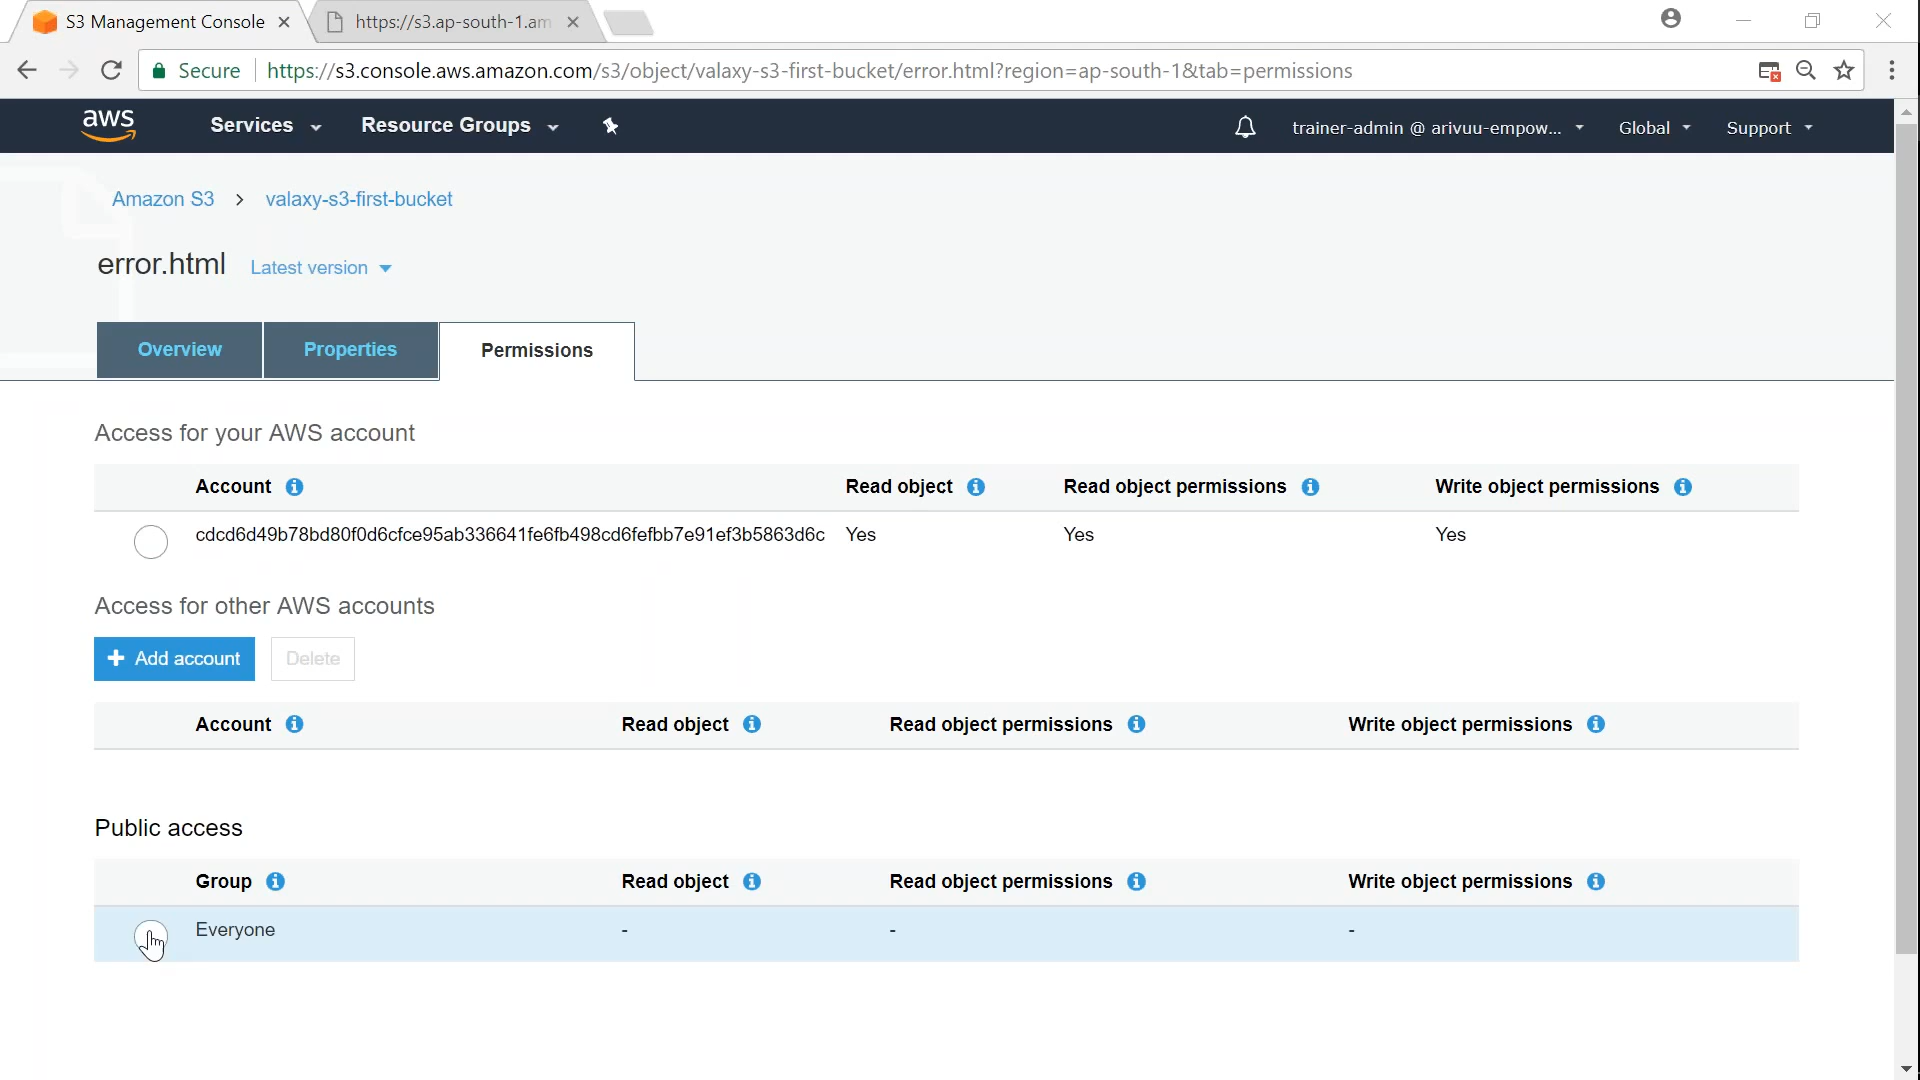 S3 Management Console
https://s3.ap-south-1.am
Secure
https://s3.console.aws.amazon.com/s3/object/valaxy-s3-first-bucket/error.html?region=ap-south-1&tab=permissions
aws Services Resource Groups trainer-admin @ arivuu-empow... Global Support
Amazon S3 > valaxy-s3-first-bucket
error.html Latest version
Overview Properties Permissions
Access for your AWS account
Account Read object Read object permissions Write object permissions
cdcd6d49b78bd80f0d6cfce95ab336641fe6fb498cd6fefbb7e91ef3b5863d6c Yes Yes Yes
Access for other AWS accounts
+ Add account Delete
Account Read object Read object permissions Write object permissions
Public access
Group Read object Read object permissions Write object permissions
Everyone - - -